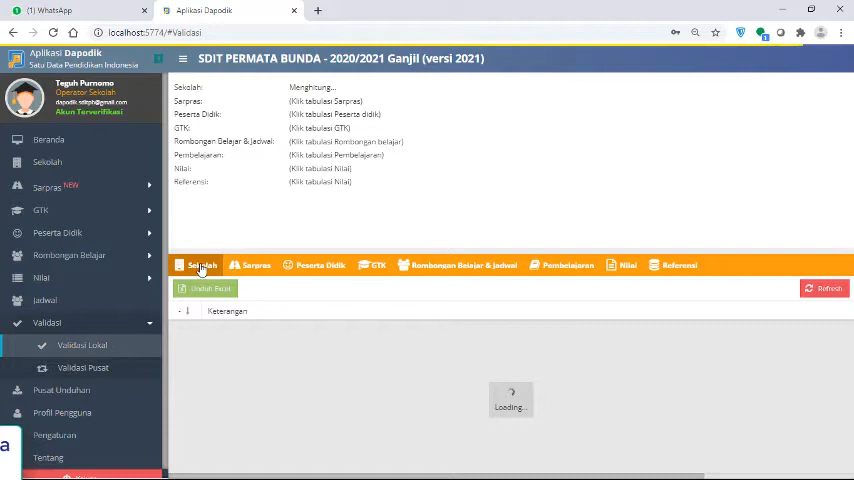 (1) WhatsApp
Aplikasi Dapodik
localhost:5774/#Validasi
Aplikasi Dapodik
Satu Data Pendidikan Indonesia
SDIT PERMATA BUNDA - 2020/2021 Ganjil (versi 2021)
Teguh Purnomo
Operator Sekolah
dapodik.sditpb@gmail.com
Akun Terverifikasi
Beranda
Sekolah
Sarpras NEW
GTK
Peserta Didik
Rombongan Belajar
Nilai
Jadwal
Validasi
Validasi Lokal
Validasi Pusat
Pusat Unduhan
Profil Pengguna
Pengaturan
Tentang
a
Sekolah: Menghitung...
Sarpras: (Klik tabulasi Sarpras)
Peserta Didik: (Klik tabulasi Peserta didik)
GTK: (Klik tabulasi GTK)
Rombongan Belajar & Jadwal: (Klik tabulasi Rombongan belajar)
Pembelajaran: (Klik tabulasi Pembelajaran)
Nilai: (Klik tabulasi Nilai)
Referensi: (Klik tabulasi Nilai)
Sekolah Sarpras Peserta Didik GTK Rombongan Belajar & Jadwal Pembelajaran Nilai Referensi
Unduh Excel Refresh
- Keterangan
Loading...